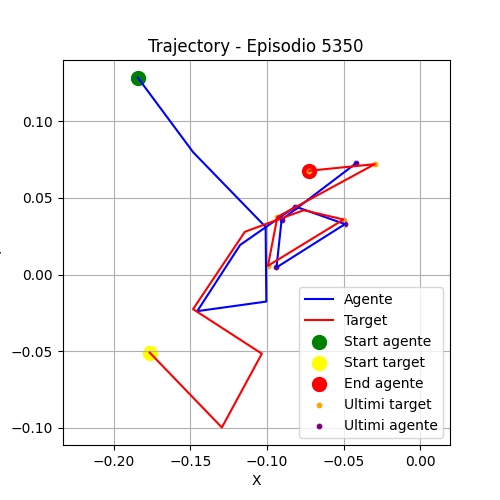 Trajectory - Episodio 5350
0.10
0.05
0.00
−0.05
−0.10
−0.20
−0.15
−0.10
−0.05
0.00
X
Agente
Target
Start agente
Start target
End agente
Ultimi target
Ultimi agente